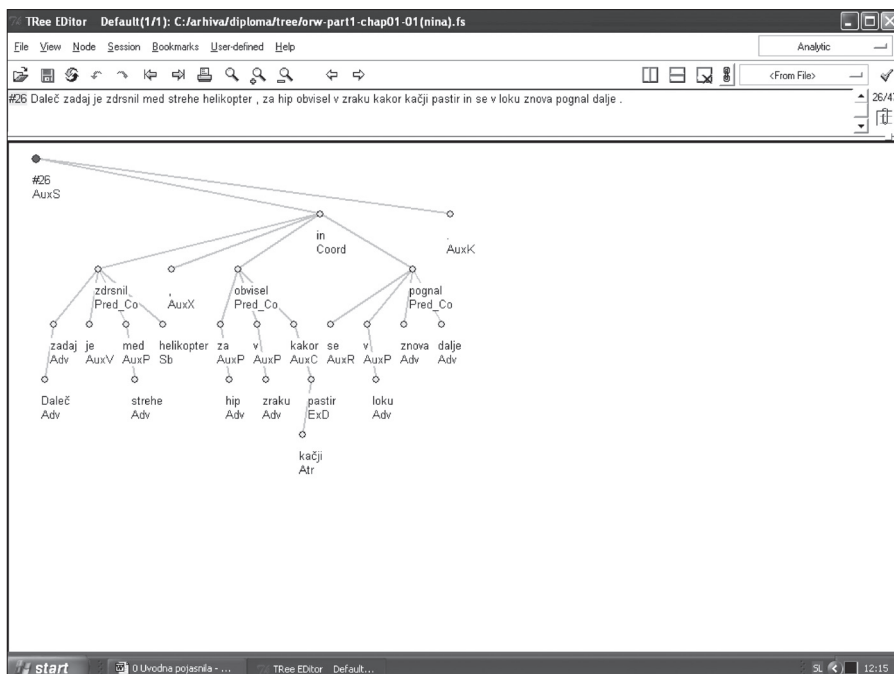 TRee EDitor Default(1/1): C:/arhiva/diploma/tree/orw-part1-chap01-01(nina).fs
File View Node Session Bookmarks User-defined Help
Analytic
<From File>
#26 Daleč zadaj je zdrsnil med strehe helikopter , za hip obvisel v zraku kakor kačji pastir in se v loku znova pognal dalje .
#26
AuxS
in .
Coord AuxK
zdrsnil , obvisel pognal
Pred_Co AuxX Pred_Co Pred_Co
zadaj je med helikopter za v kakor se v znova dalje
Adv AuxV AuxP Sb AuxP AuxP AuxC AuxR AuxP Adv Adv
Daleč strehe hip zraku pastir loku
Adv Adv Adv Adv ExD Adv
kačji
Atr
start 0 Uvodna pojasnila - ... TRee EDitor Default... SL 12:15